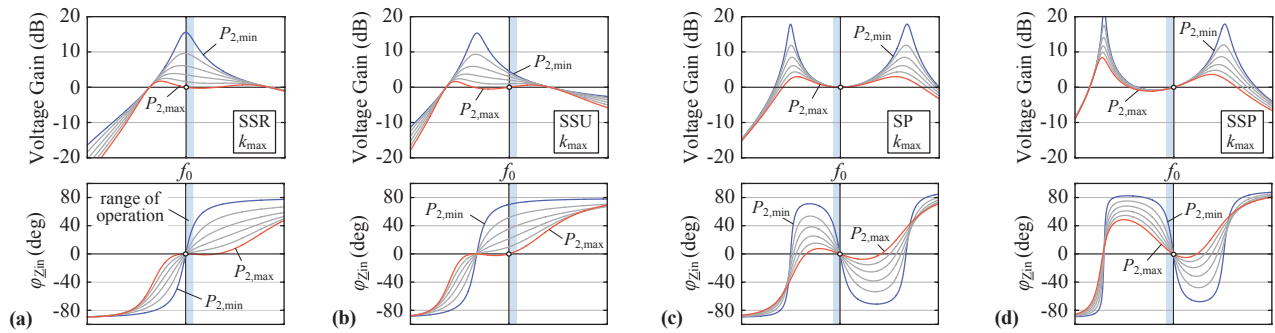 Voltage Gain (dB)
20
10
0
-10
20
P2,min
P2,max
SSR
kmax
f0
80
40
0
-40
-80
φZin (deg)
range of
operation
P2,max
P2,min
(a)
Voltage Gain (dB)
20
10
0
-10
20
P2,min
P2,max
SSU
kmax
f0
80
40
0
-40
-80
φZin (deg)
P2,min
P2,max
(b)
Voltage Gain (dB)
20
10
0
-10
20
P2,min
P2,max
SP
kmax
f0
80
40
0
-40
-80
φZin (deg)
P2,min
P2,max
(c)
Voltage Gain (dB)
20
10
0
-10
20
P2,min
P2,max
SSP
kmax
f0
80
40
0
-40
-80
φZin (deg)
P2,min
P2,max
(d)